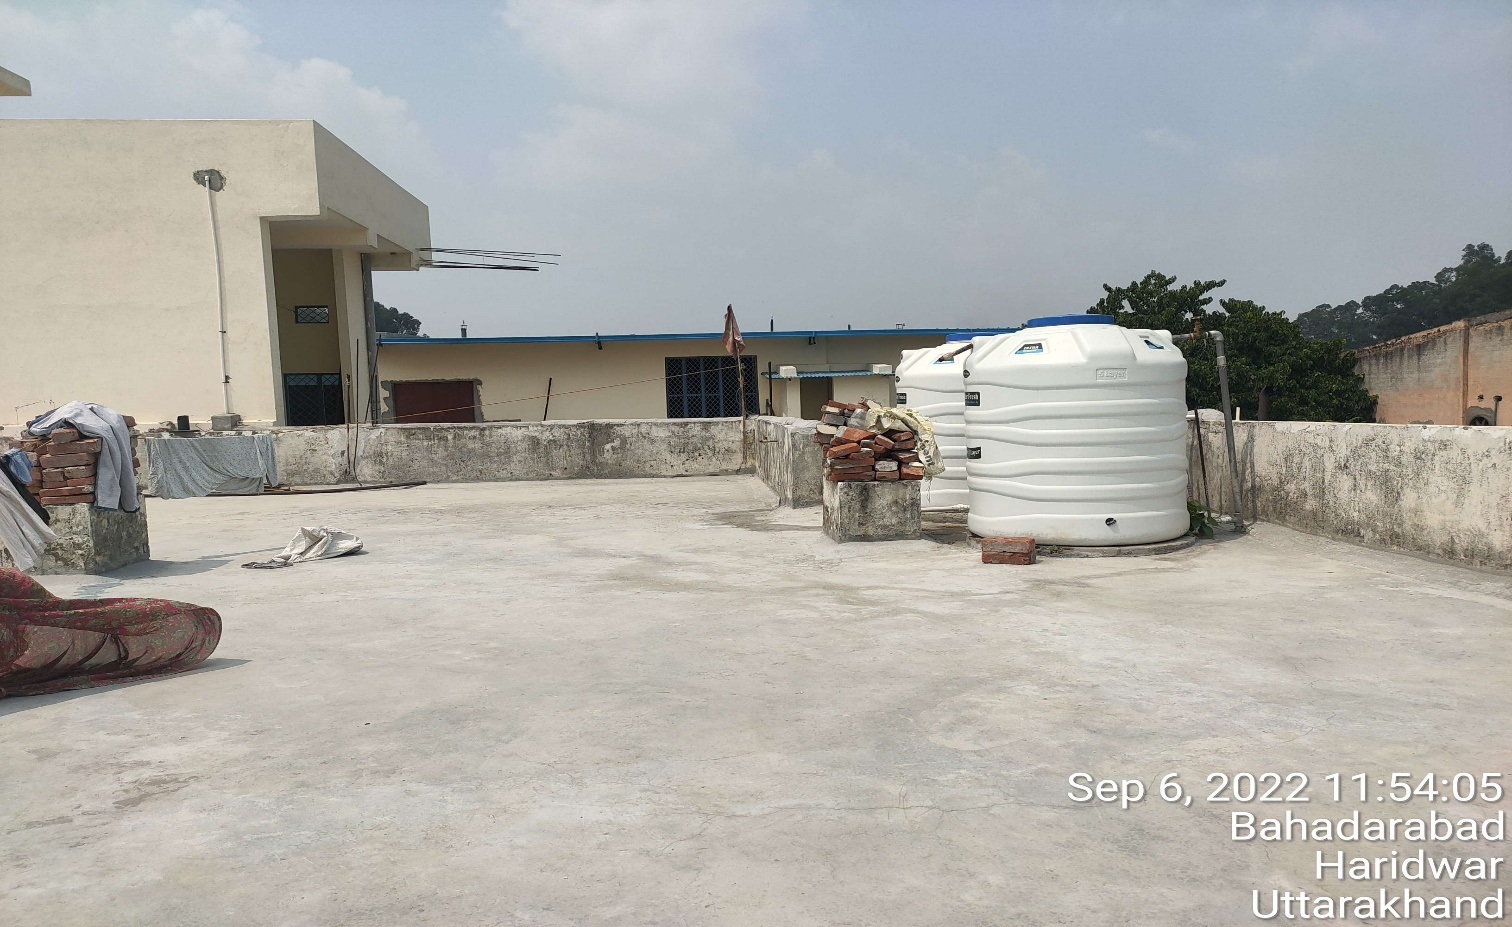 Sep 6, 2022 11:54:05
Bahadarabad
Haridwar
Uttarakhand